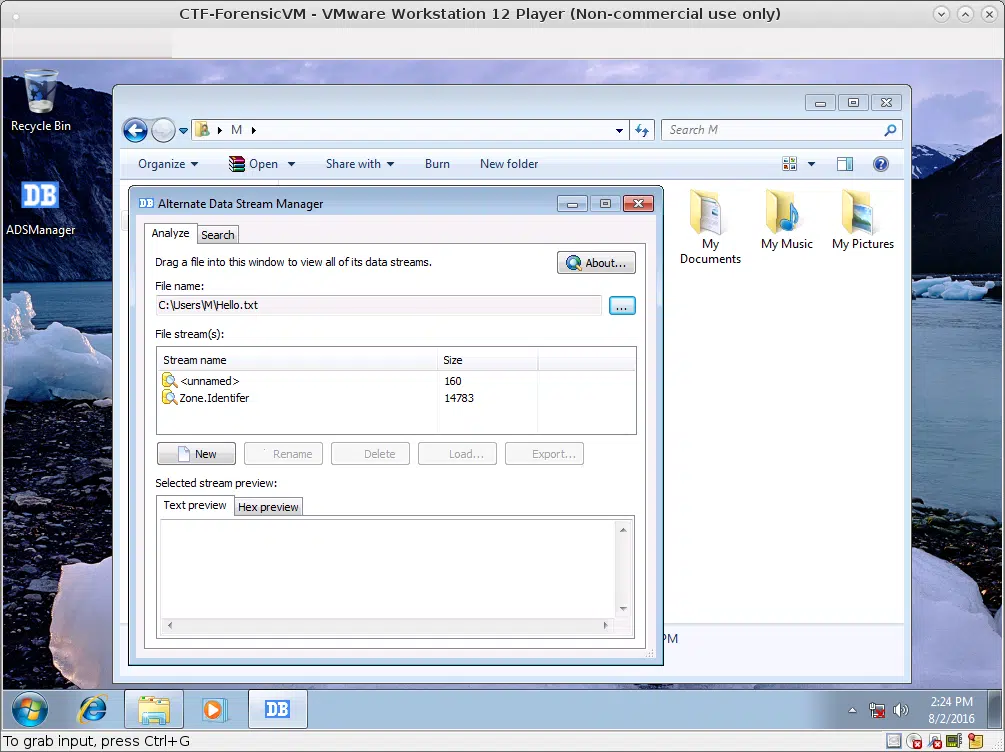 CTF-ForensicVM - VMware Workstation 12 Player (Non-commercial use only)
Recycle Bin
DB
ADSManager
M
Search M
Organize
Open
Share with
Burn
New folder
My Documents
My Music
My Pictures
DB Alternate Data Stream Manager
Analyze
Search
Drag a file into this window to view all of its data streams.
About...
File name:
C:\Users\M\Hello.txt
...
File stream(s):
Stream name Size
<unnamed> 160
Zone.Identifer 14783
New
Rename
Delete
Load...
Export...
Selected stream preview:
Text preview
Hex preview
PM
DB
2:24 PM
8/2/2016
To grab input, press Ctrl+G